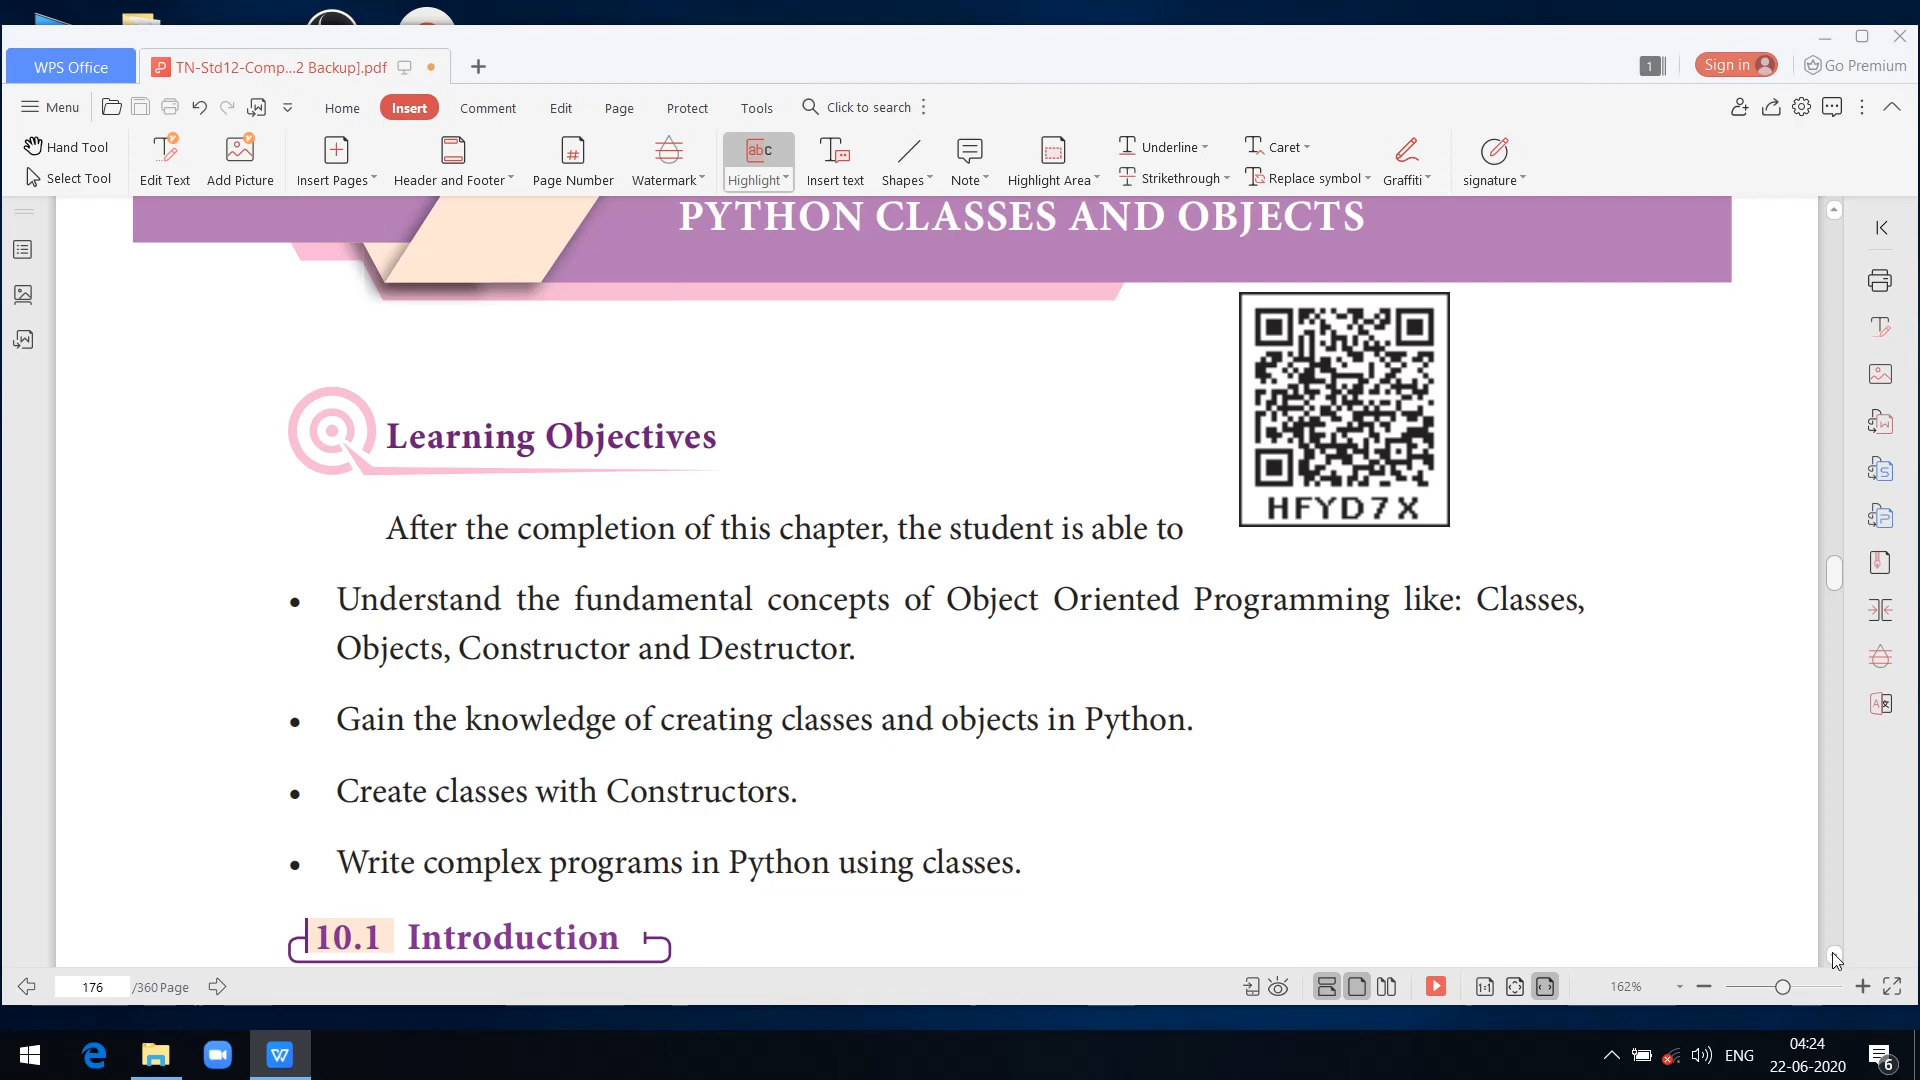 WPS Office
TN-Std12-Comp...2 Backup].pdf
1
Sign in
Go Premium
Menu
Home
Insert
Comment
Edit
Page
Protect
Tools
Click to search
Hand Tool
Select Tool
Edit Text
Add Picture
Insert Pages
Header and Footer
Page Number
Watermark
abc
Highlight
Insert text
Shapes
Note
Highlight Area
Underline
Strikethrough
Caret
Replace symbol
Graffiti
signature
PYTHON CLASSES AND OBJECTS
HFYD7X
Learning Objectives
After the completion of this chapter, the student is able to
• Understand the fundamental concepts of Object Oriented Programming like: Classes,
Objects, Constructor and Destructor.
• Gain the knowledge of creating classes and objects in Python.
• Create classes with Constructors.
• Write complex programs in Python using classes.
10.1 Introduction
176 /360 Page
162%
ENG
04:24
22-06-2020
6